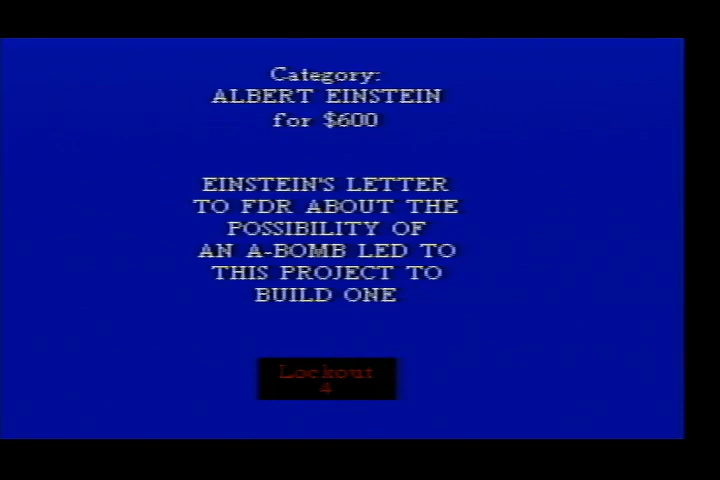 Category:
ALBERT EINSTEIN
for $600
EINSTEIN'S LETTER
TO FDR ABOUT THE
POSSIBILITY OF
AN A-BOMB LED TO
THIS PROJECT TO
BUILD ONE
Lockout
4